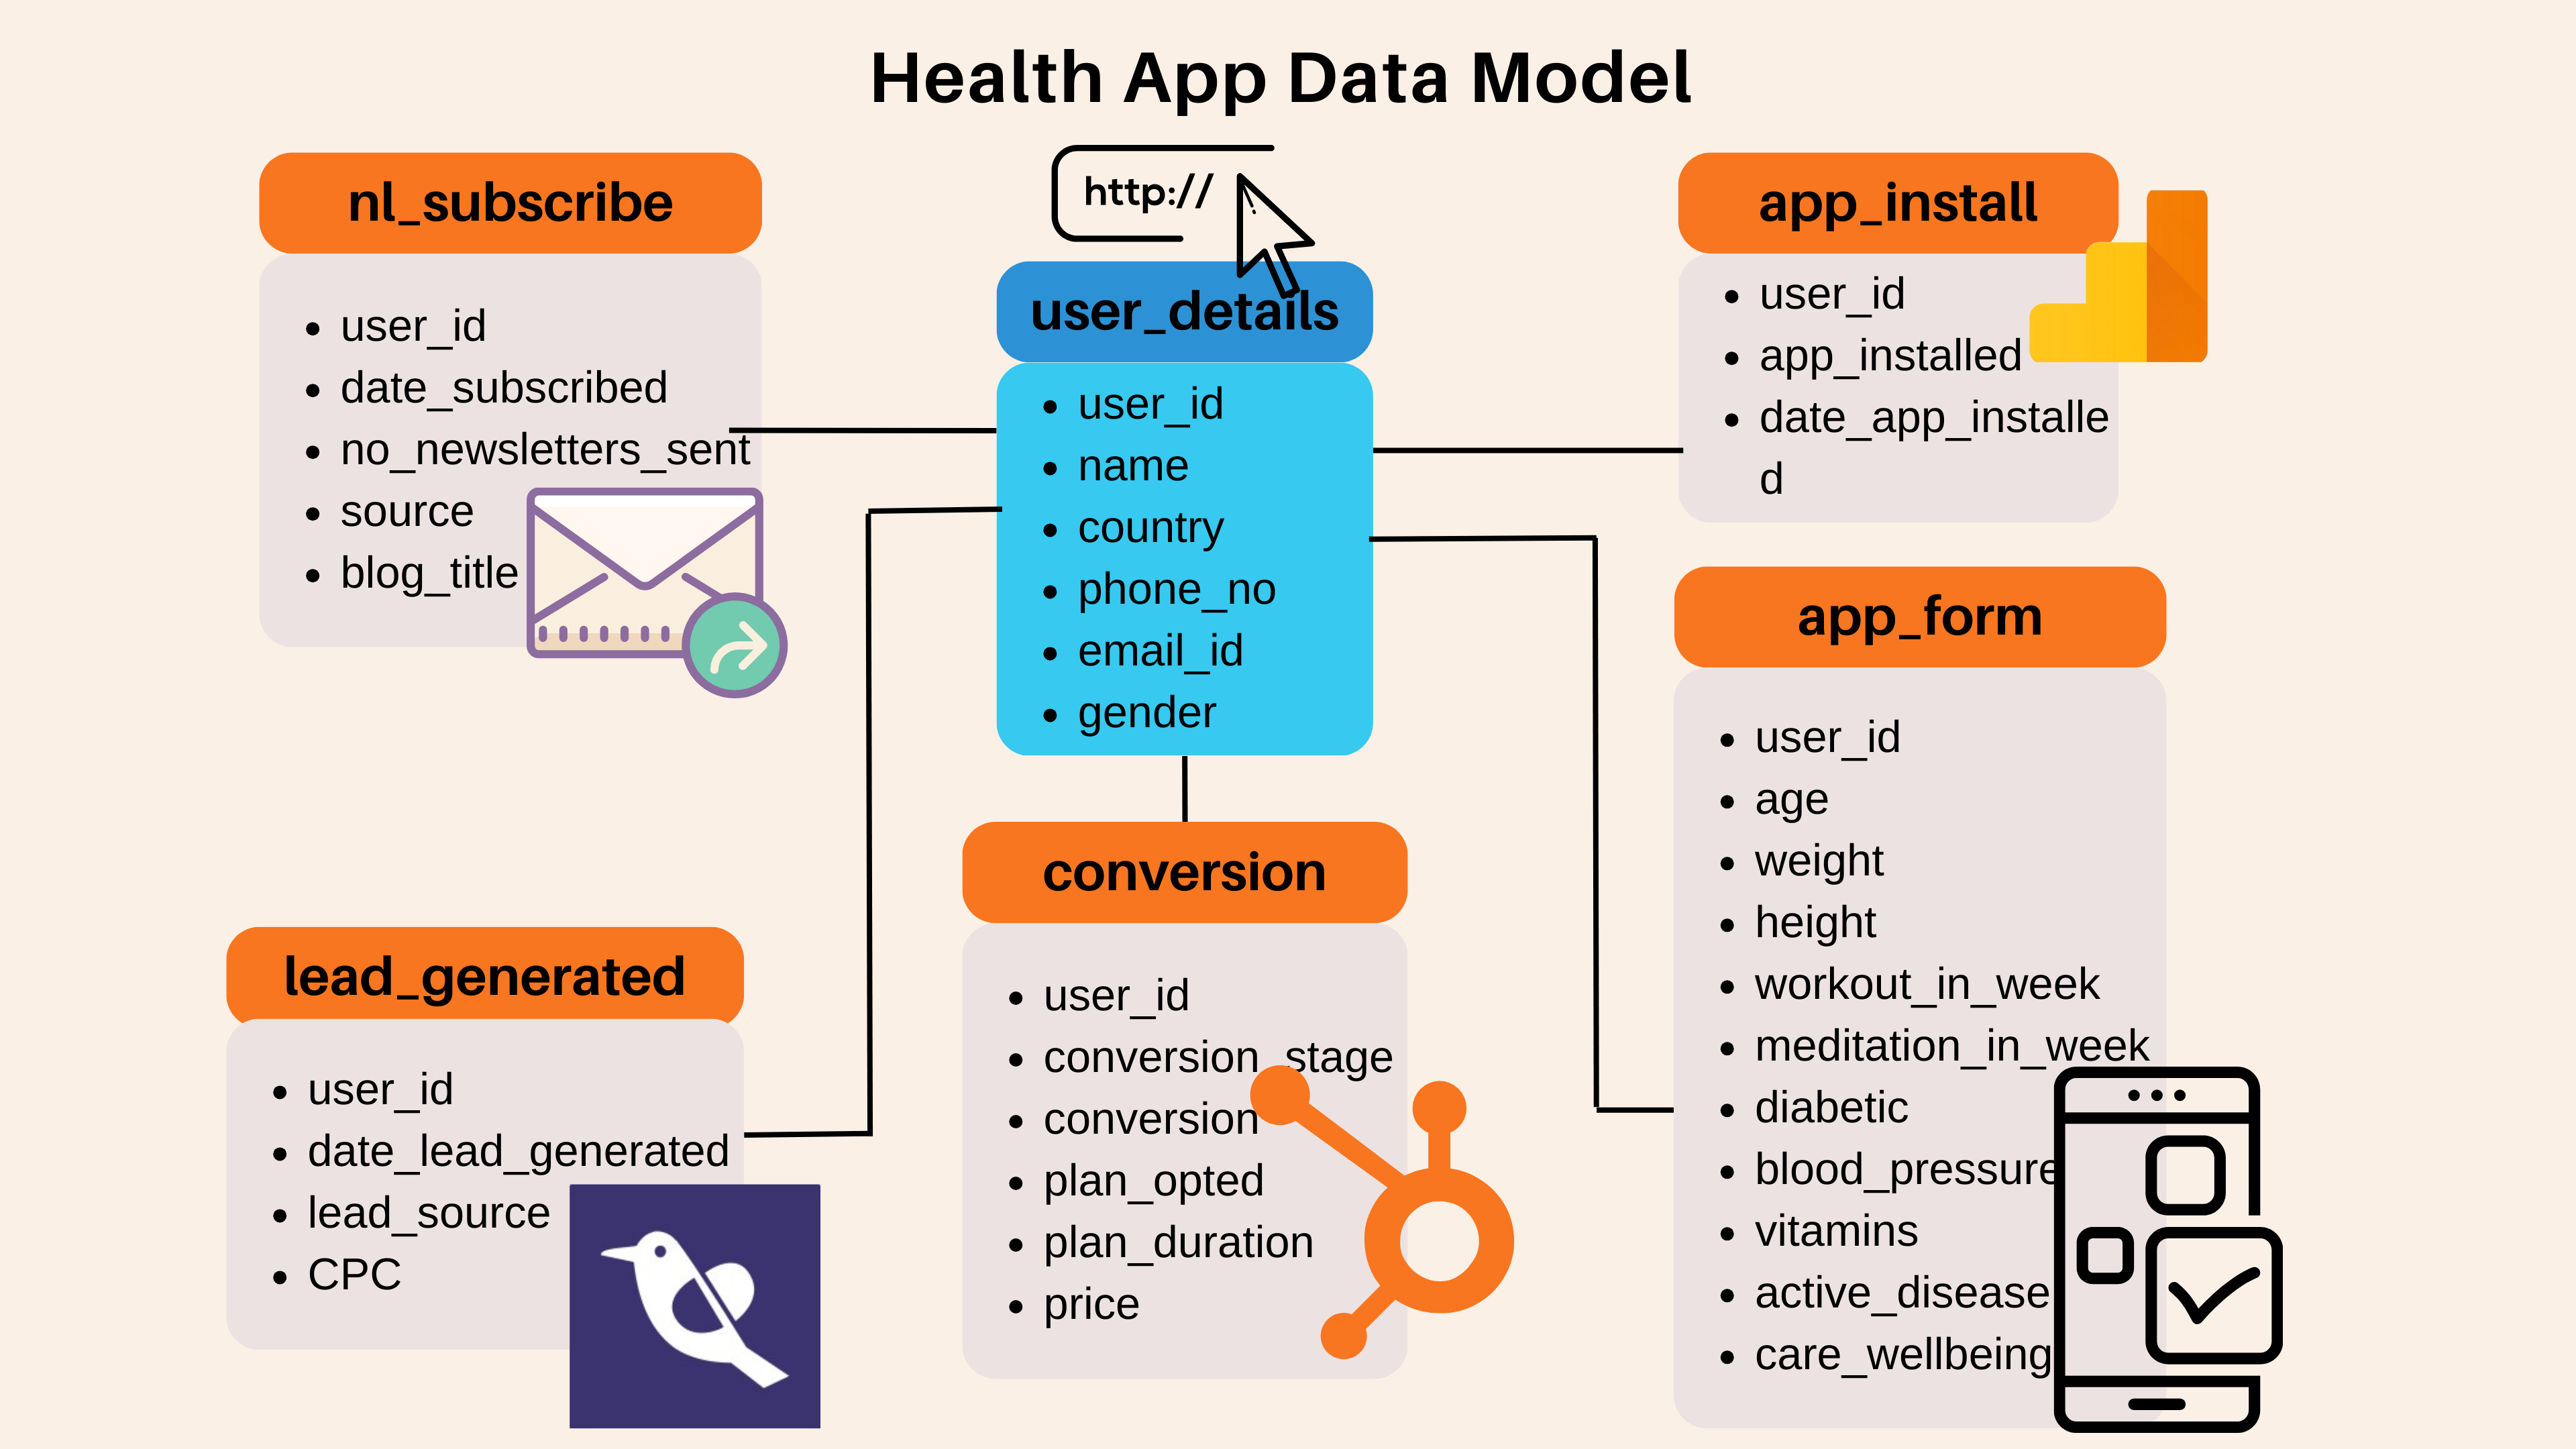 Health App Data Model
nl_subscribe
user_id
date_subscribed
no_newsletters_sent
source
blog_title
http://
user_details
user_id
name
country
phone_no
email_id
gender
app_install
user_id
app_installed
date_app_installe
d
app_form
user_id
age
weight
height
workout_in_week
meditation_in_week
diabetic
blood_pressure
vitamins
active_disease
care_wellbeing
conversion
user_id
conversion_stage
conversion
plan_opted
plan_duration
price
lead_generated
user_id
date_lead_generated
lead_source
CPC